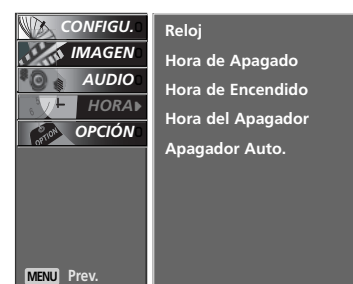 CONFIGU.
IMAGEN
AUDIO
HORA
OPCIÓN
OPTION
MENU Prev.
Reloj
Hora de Apagado
Hora de Encendido
Hora del Apagador
Apagador Auto.